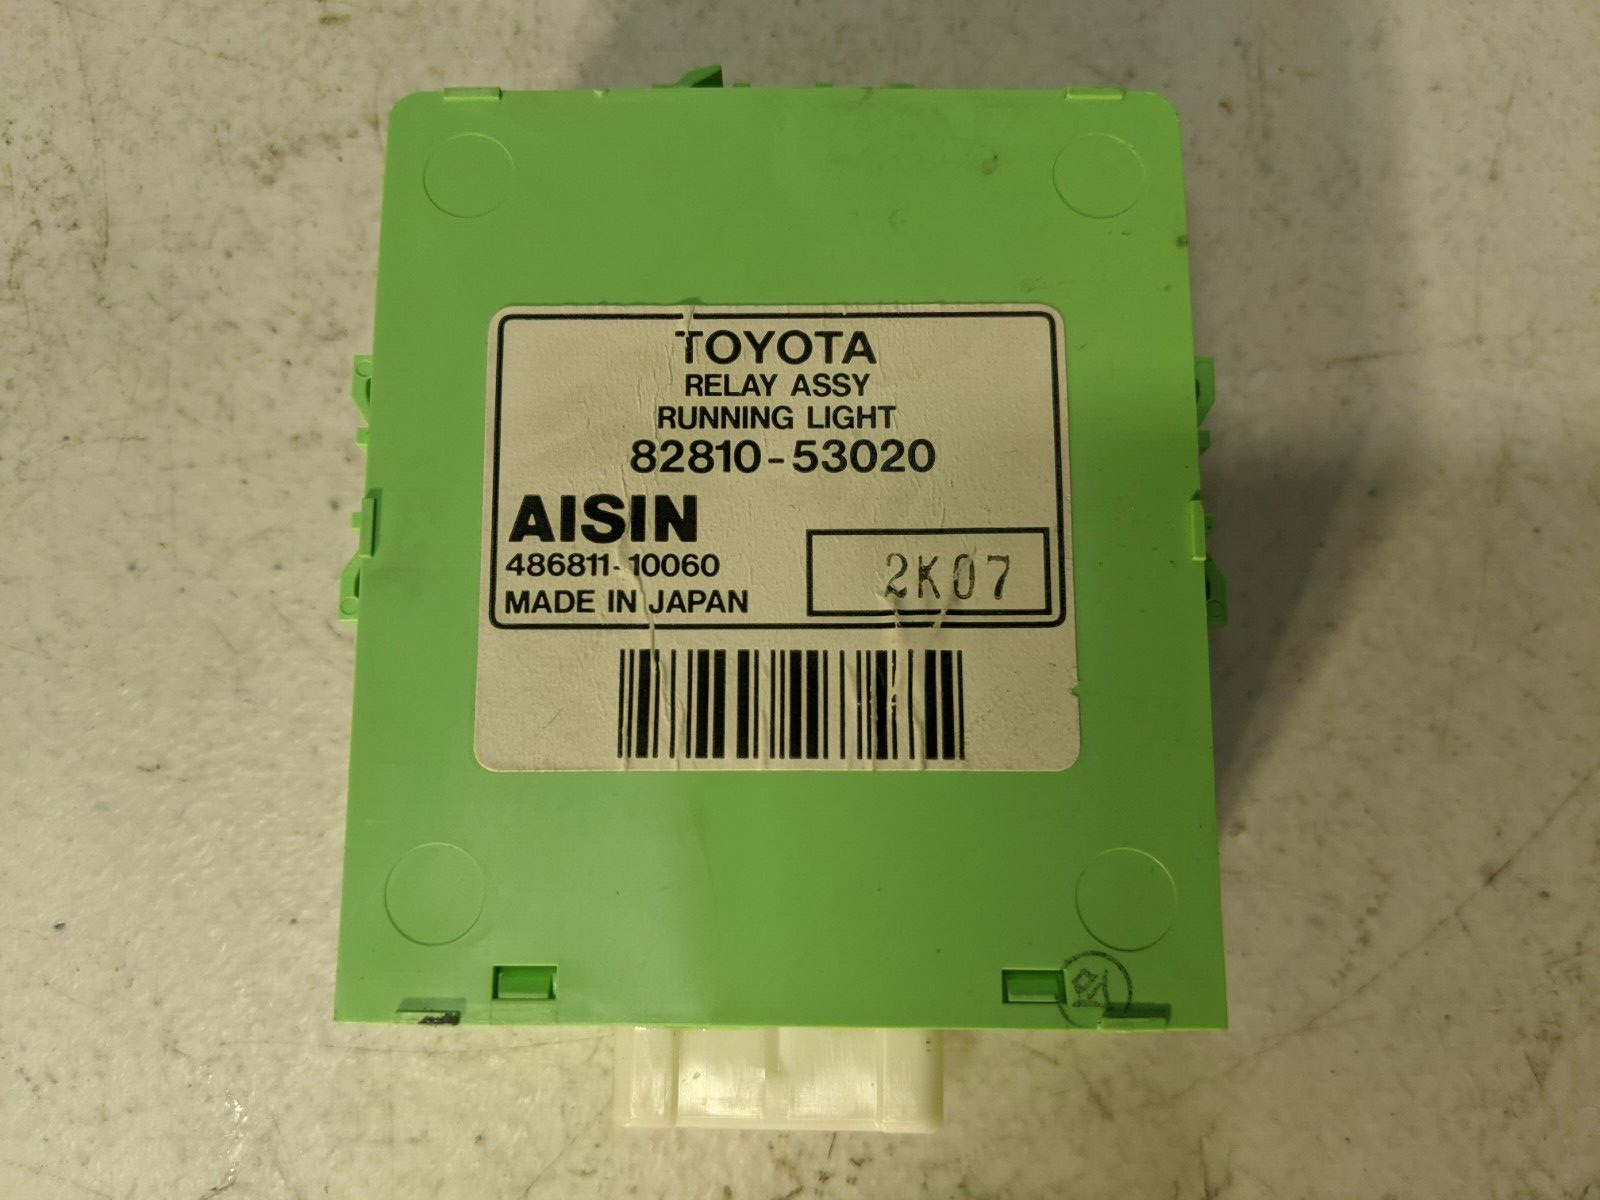 TOYOTA
RELAY ASSY
RUNNING LIGHT
82810-53020
AISIN
486811-10060
MADE IN JAPAN
2K07